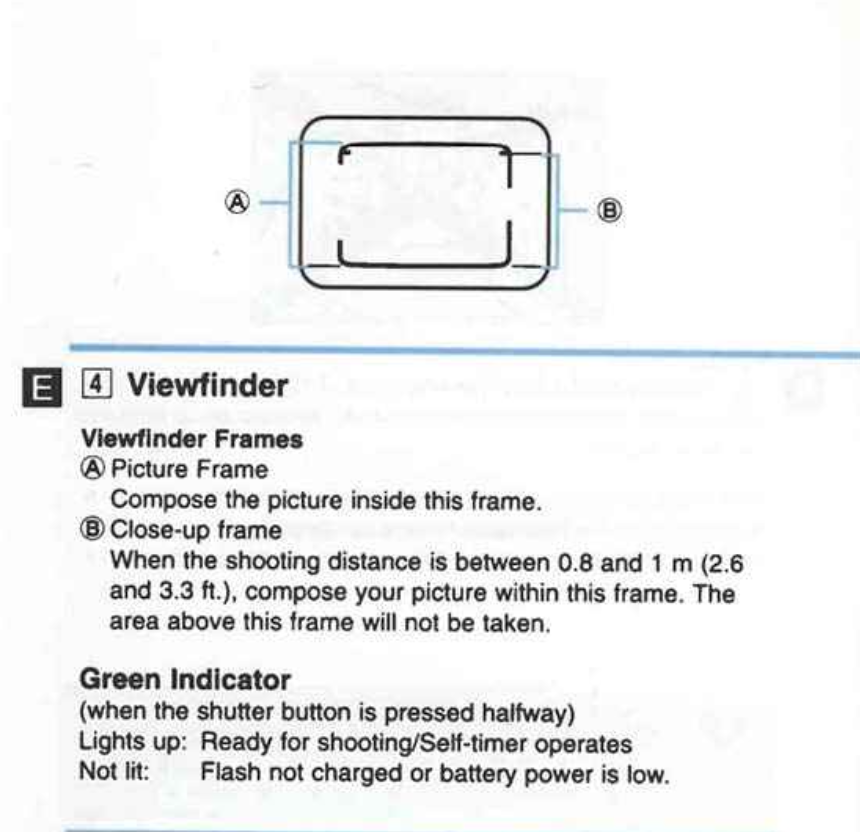 Ⓐ Ⓑ
E 4 Viewfinder
Viewfinder Frames
Ⓐ Picture Frame
Compose the picture inside this frame.
Ⓑ Close-up frame
When the shooting distance is between 0.8 and 1 m (2.6
and 3.3 ft.), compose your picture within this frame. The
area above this frame will not be taken.
Green Indicator
(when the shutter button is pressed halfway)
Lights up: Ready for shooting/Self-timer operates
Not lit: Flash not charged or battery power is low.